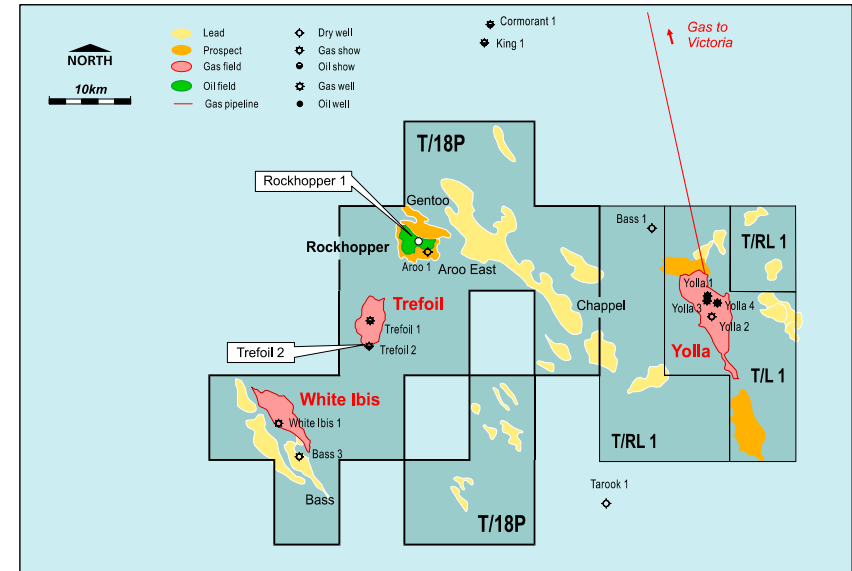 NORTH
10km
Lead
Prospect
Gas field
Oil field
Gas pipeline
Dry well
Gas show
Oil show
Gas well
Oil well
Cormorant 1
King 1
Gas to
Victoria
T/18P
Rockhopper 1
Gentoo
Rockhopper
Aroo 1
Aroo East
Chappel
Bass 1
T/RL 1
Yolla 1
Yolla 3
Yolla 4
Yolla 2
Yolla
T/L 1
Trefoil
Trefoil 1
Trefoil 2
Trefoil 2
White Ibis
White Ibis 1
Bass 3
Bass
T/RL 1
Tarook 1
T/18P